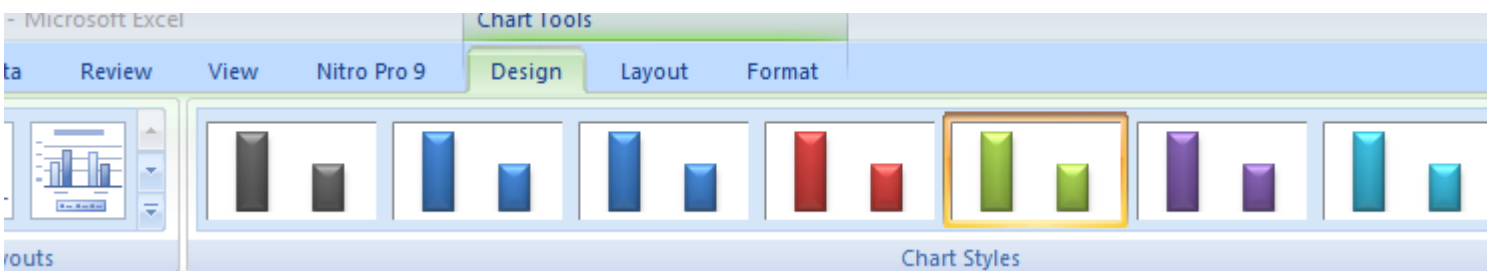 - Microsoft Excel Chart Tools
ta Review View Nitro Pro 9 Design Layout Format
youts Chart Styles